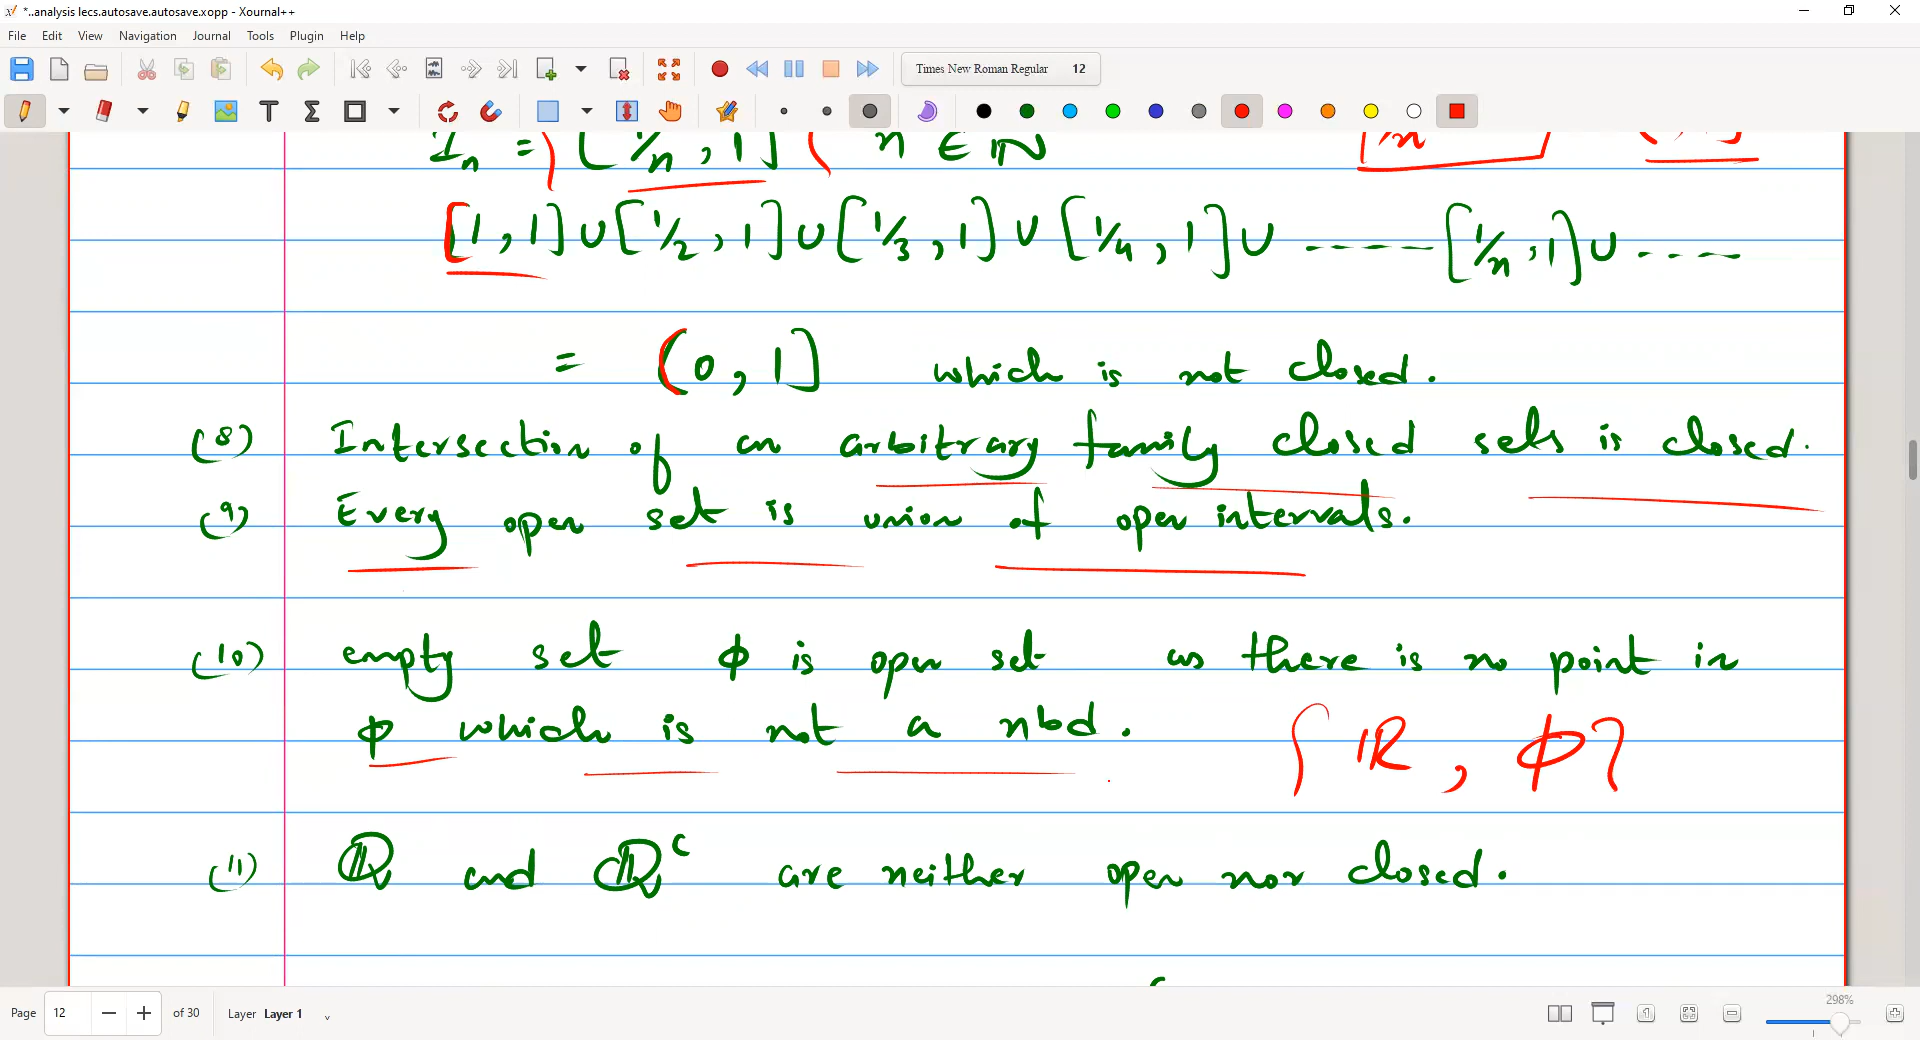 *..analysis lecs.autosave.autosave.xopp - Xournal++
File Edit View Navigation Journal Tools Plugin Help
Times New Roman Regular 12
Iₙ = [1/n, 1] n ∈ ℕ
[1, 1] ∪ [1/2, 1] ∪ [1/3, 1] ∪ [1/4, 1] ∪ ------ [1/n, 1] ∪ ----
= (0, 1] which is not closed.
(8) Intersection of an arbitrary family closed sets is closed.
(9) Every open set is union of open intervals.
(10) empty set ϕ is open set as there is no point in
ϕ which is not a nbd.
{ℝ, ϕ}
(11) ℚ and ℚᶜ are neither open nor closed.
Page 12 of 30 Layer Layer 1
298%